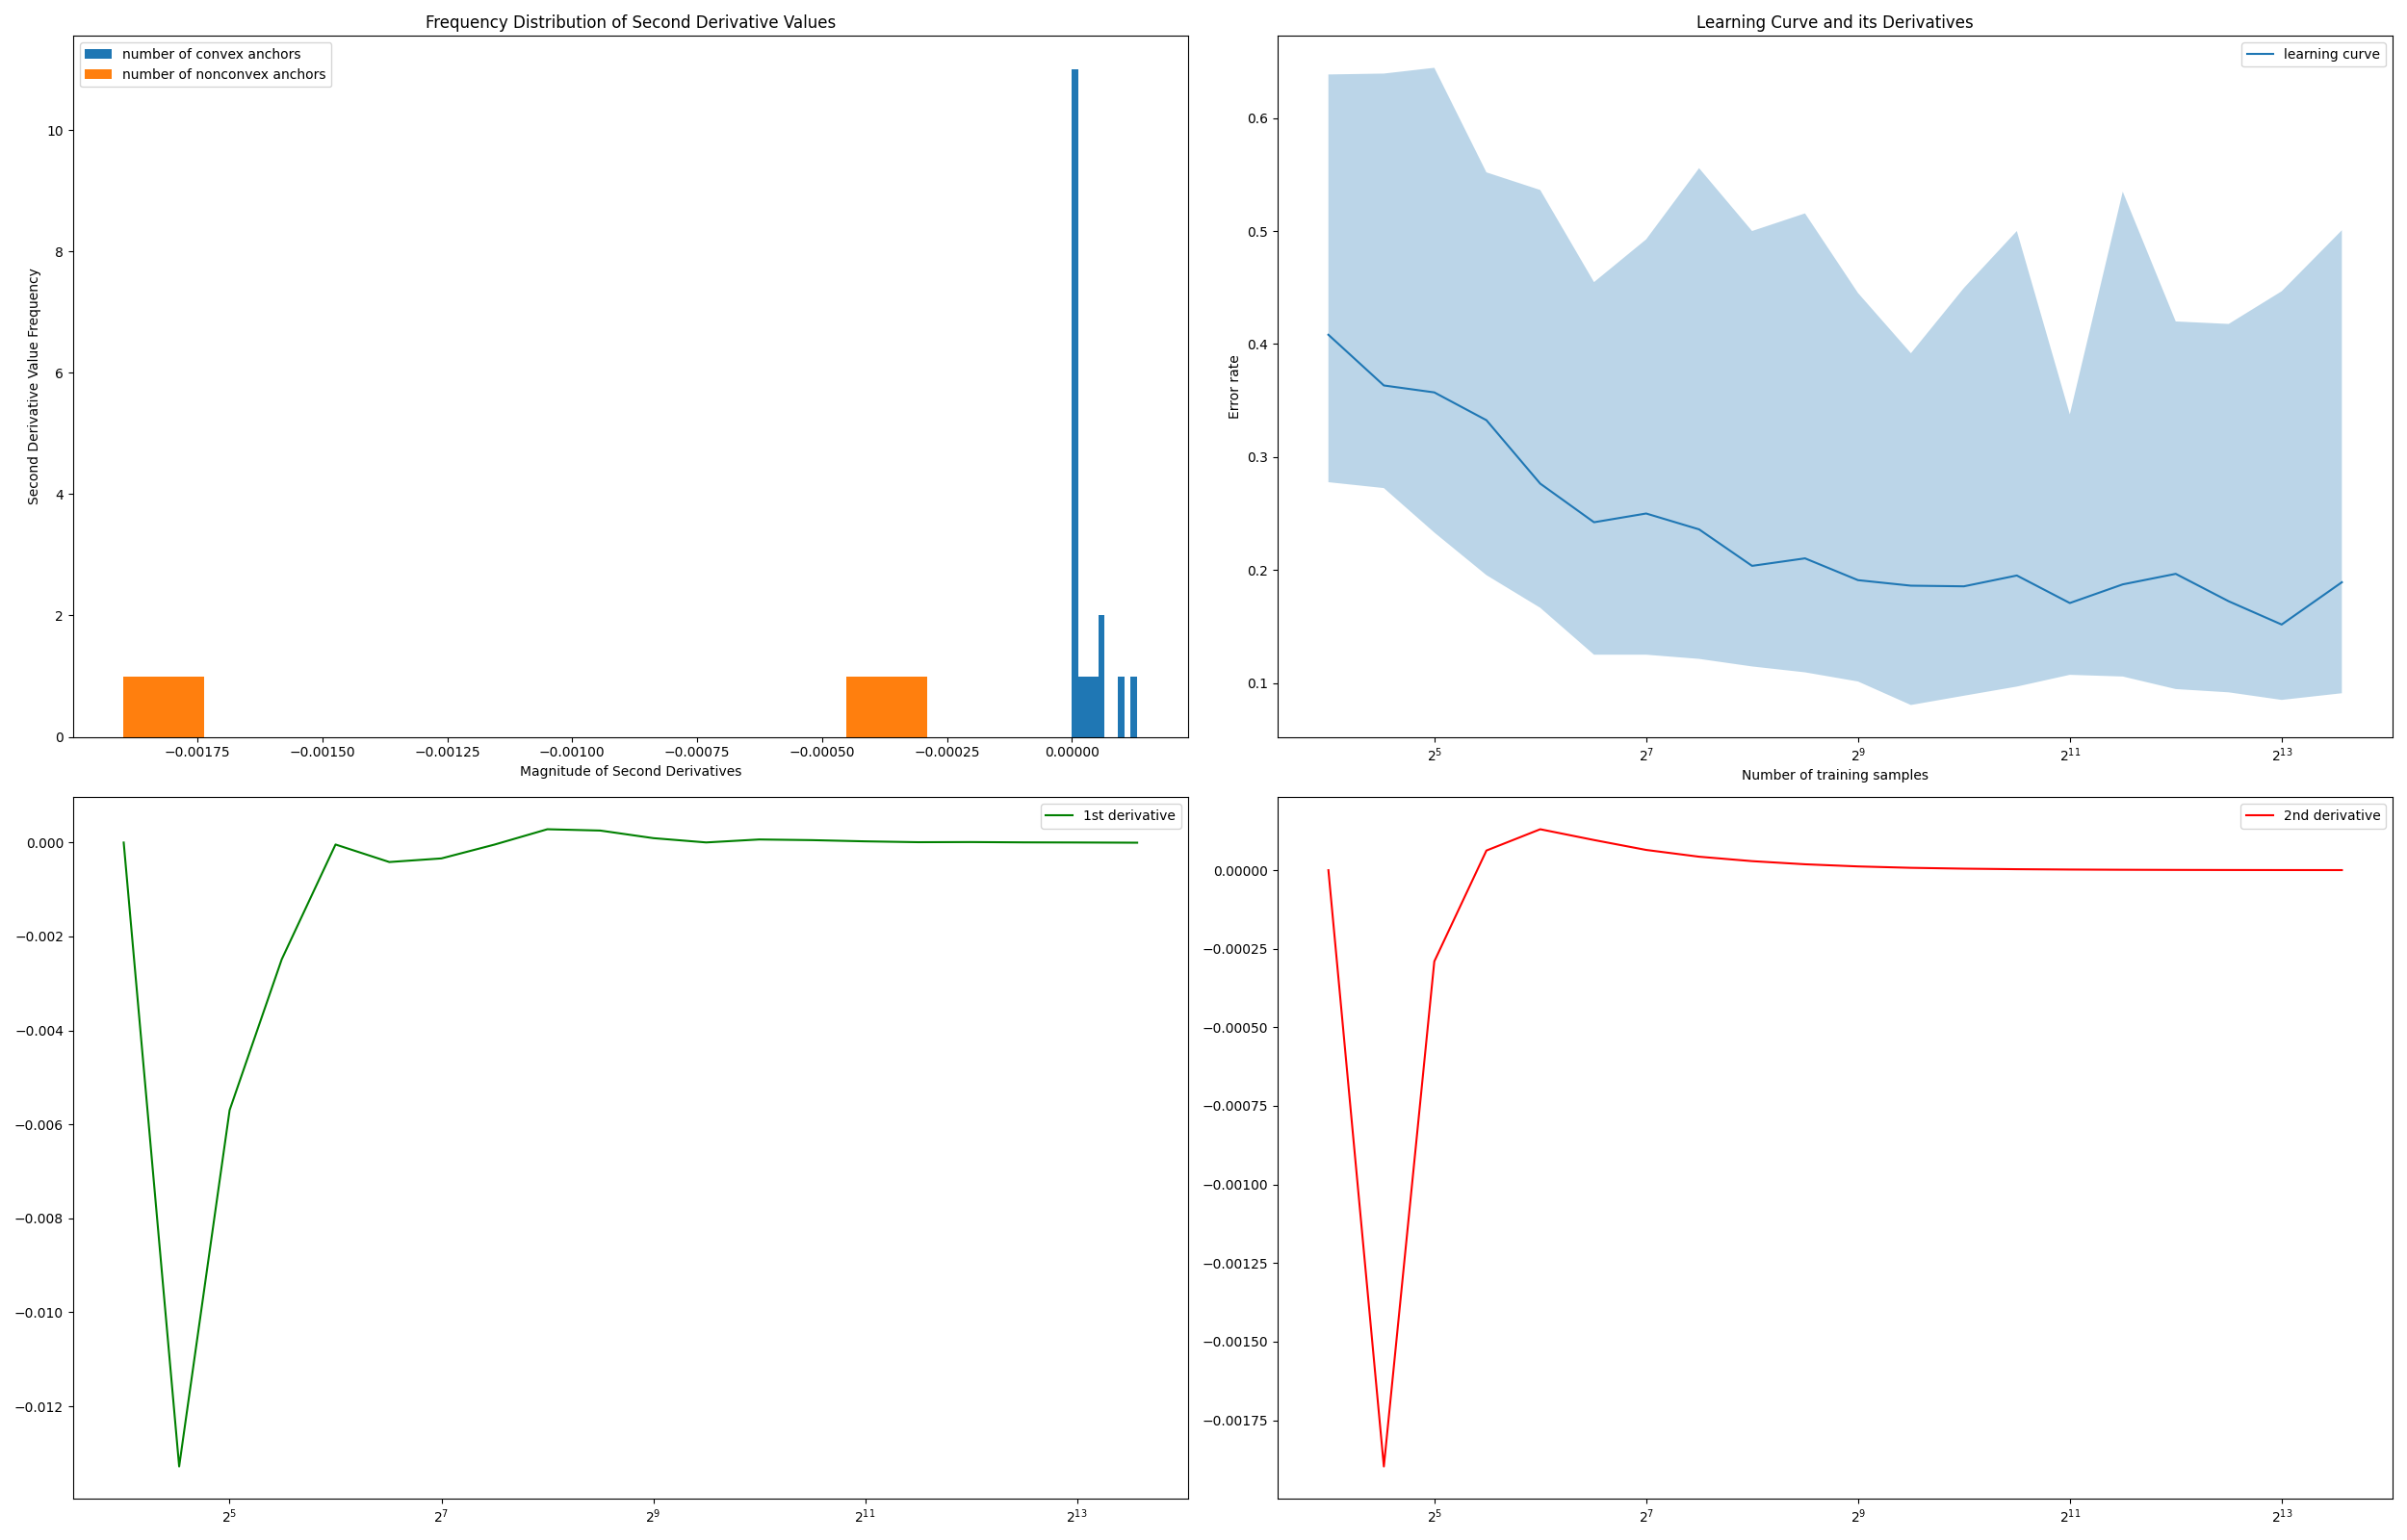 Frequency Distribution of Second Derivative Values
number of convex anchors
number of nonconvex anchors
Second Derivative Value Frequency
10
8
6
4
2
0
−0.00175 −0.00150 −0.00125 −0.00100 −0.00075 −0.00050 −0.00025 0.00000
Magnitude of Second Derivatives
Learning Curve and its Derivatives
learning curve
Error rate
0.6
0.5
0.4
0.3
0.2
0.1
2^5 2^7 2^9 2^11 2^13
Number of training samples
1st derivative
0.000
−0.002
−0.004
−0.006
−0.008
−0.010
−0.012
2^5 2^7 2^9 2^11 2^13
2nd derivative
0.00000
−0.00025
−0.00050
−0.00075
−0.00100
−0.00125
−0.00150
−0.00175
2^5 2^7 2^9 2^11 2^13